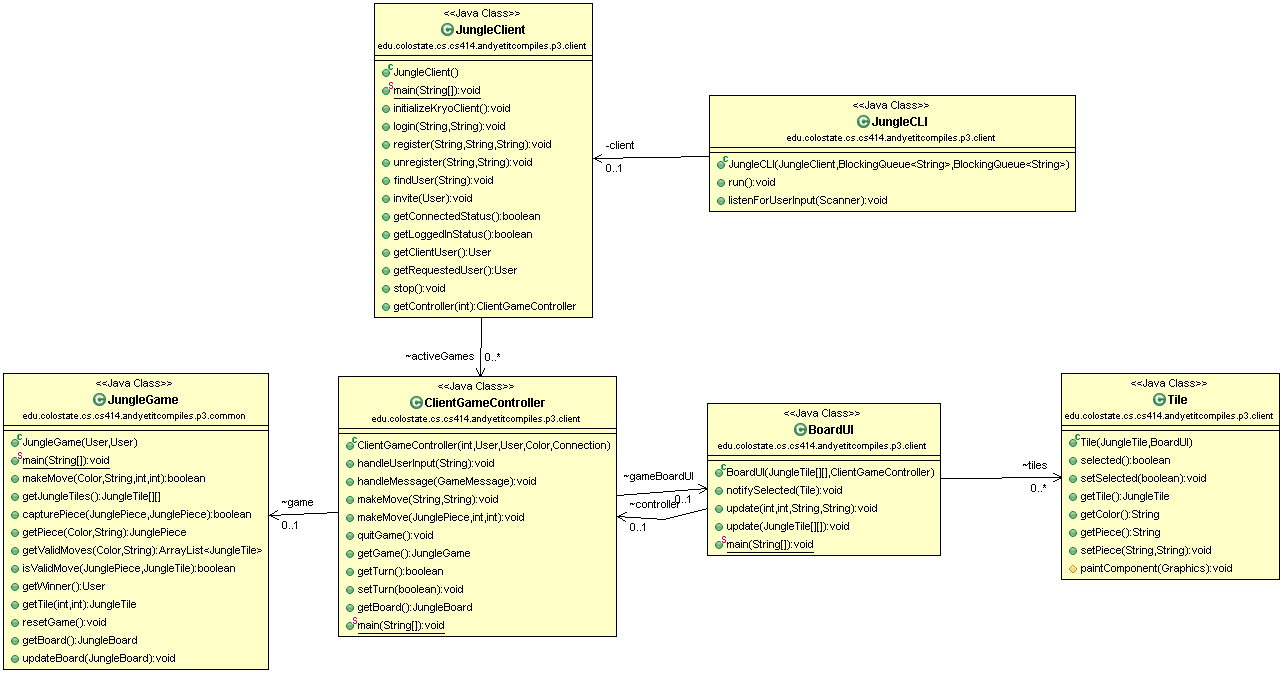 <<Java Class>>
JungleClient
edu.colostate.cs.cs414.andyetitcompiles.p3.client
JungleClient()
main(String[]):void
initializeKryoClient():void
login(String,String):void
register(String,String,String):void
unregister(String,String):void
findUser(String):void
invite(User):void
getConnectedStatus():boolean
getLoggedInStatus():boolean
getClientUser():User
getRequestedUser():User
stop():void
getController(int):ClientGameController
-client
0..1
<<Java Class>>
JungleCLI
edu.colostate.cs.cs414.andyetitcompiles.p3.client
JungleCLI(JungleClient,BlockingQueue<String>,BlockingQueue<String>)
run():void
listenForUserInput(Scanner):void
~activeGames
0..*
<<Java Class>>
JungleGame
edu.colostate.cs.cs414.andyetitcompiles.p3.common
JungleGame(User,User)
main(String[]):void
makeMove(Color,String,int,int):boolean
getJungleTiles():JungleTile[][]
capturePiece(JunglePiece,JunglePiece):boolean
getPiece(Color,String):JunglePiece
getValidMoves(Color,String):ArrayList<JungleTile>
isValidMove(JunglePiece,JungleTile):boolean
getWinner():User
getTile(int,int):JungleTile
resetGame():void
getBoard():JungleBoard
updateBoard(JungleBoard):void
~game
0..1
<<Java Class>>
ClientGameController
edu.colostate.cs.cs414.andyetitcompiles.p3.client
ClientGameController(int,User,User,Color,Connection)
handleUserInput(String):void
handleMessage(GameMessage):void
makeMove(String,String):void
makeMove(JunglePiece,int,int):void
quitGame():void
getGame():JungleGame
getTurn():boolean
setTurn(boolean):void
getBoard():JungleBoard
main(String[]):void
~gameBoardUI
0..1
~controller
0..1
<<Java Class>>
BoardUI
edu.colostate.cs.cs414.andyetitcompiles.p3.client
BoardUI(JungleTile[][],ClientGameController)
notifySelected(Tile):void
update(int,int,String,String):void
update(JungleTile[][]):void
main(String[]):void
~tiles
0..*
<<Java Class>>
Tile
edu.colostate.cs.cs414.andyetitcompiles.p3.client
Tile(JungleTile,BoardUI)
selected():boolean
setSelected(boolean):void
getTile():JungleTile
getColor():String
getPiece():String
setPiece(String,String):void
paintComponent(Graphics):void